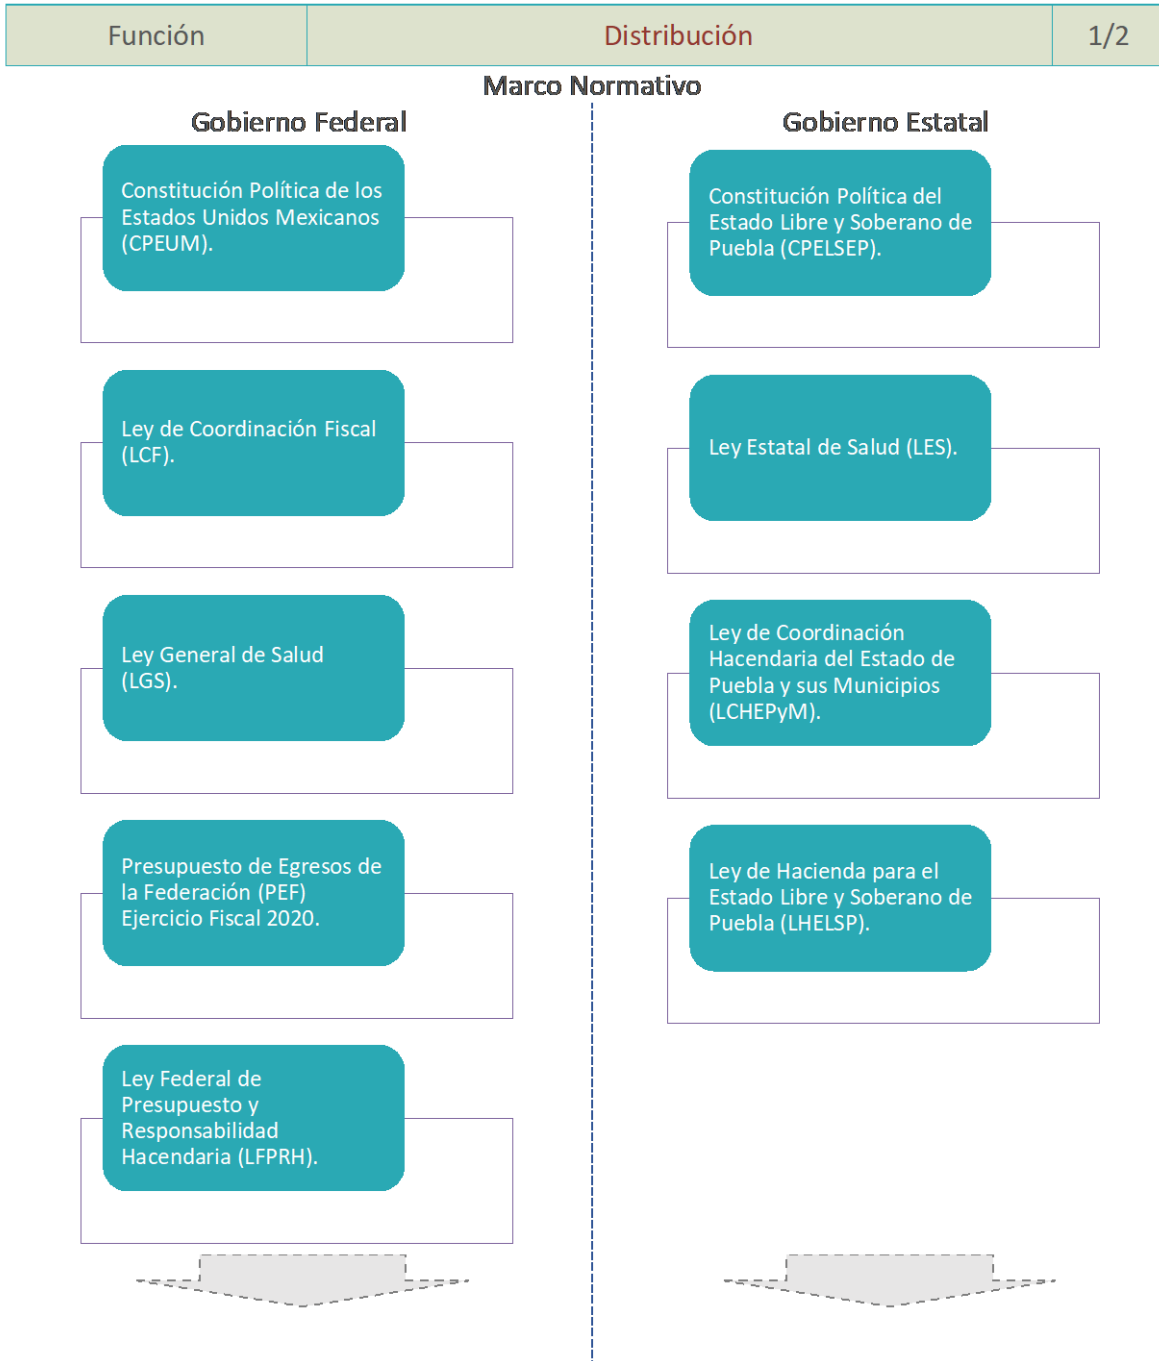 Función
Distribución
1/2
Marco Normativo
Gobierno Federal
Constitución Política de los
Estados Unidos Mexicanos
(CPEUM).
Ley de Coordinación Fiscal
(LCF).
Ley General de Salud
(LGS).
Presupuesto de Egresos de
la Federación (PEF)
Ejercicio Fiscal 2020.
Ley Federal de
Presupuesto y
Responsabilidad
Hacendaria (LFPRH).
Gobierno Estatal
Constitución Política del
Estado Libre y Soberano de
Puebla (CPELSEP).
Ley Estatal de Salud (LES).
Ley de Coordinación
Hacendaria del Estado de
Puebla y sus Municipios
(LCHEPyM).
Ley de Hacienda para el
Estado Libre y Soberano de
Puebla (LHELSP).